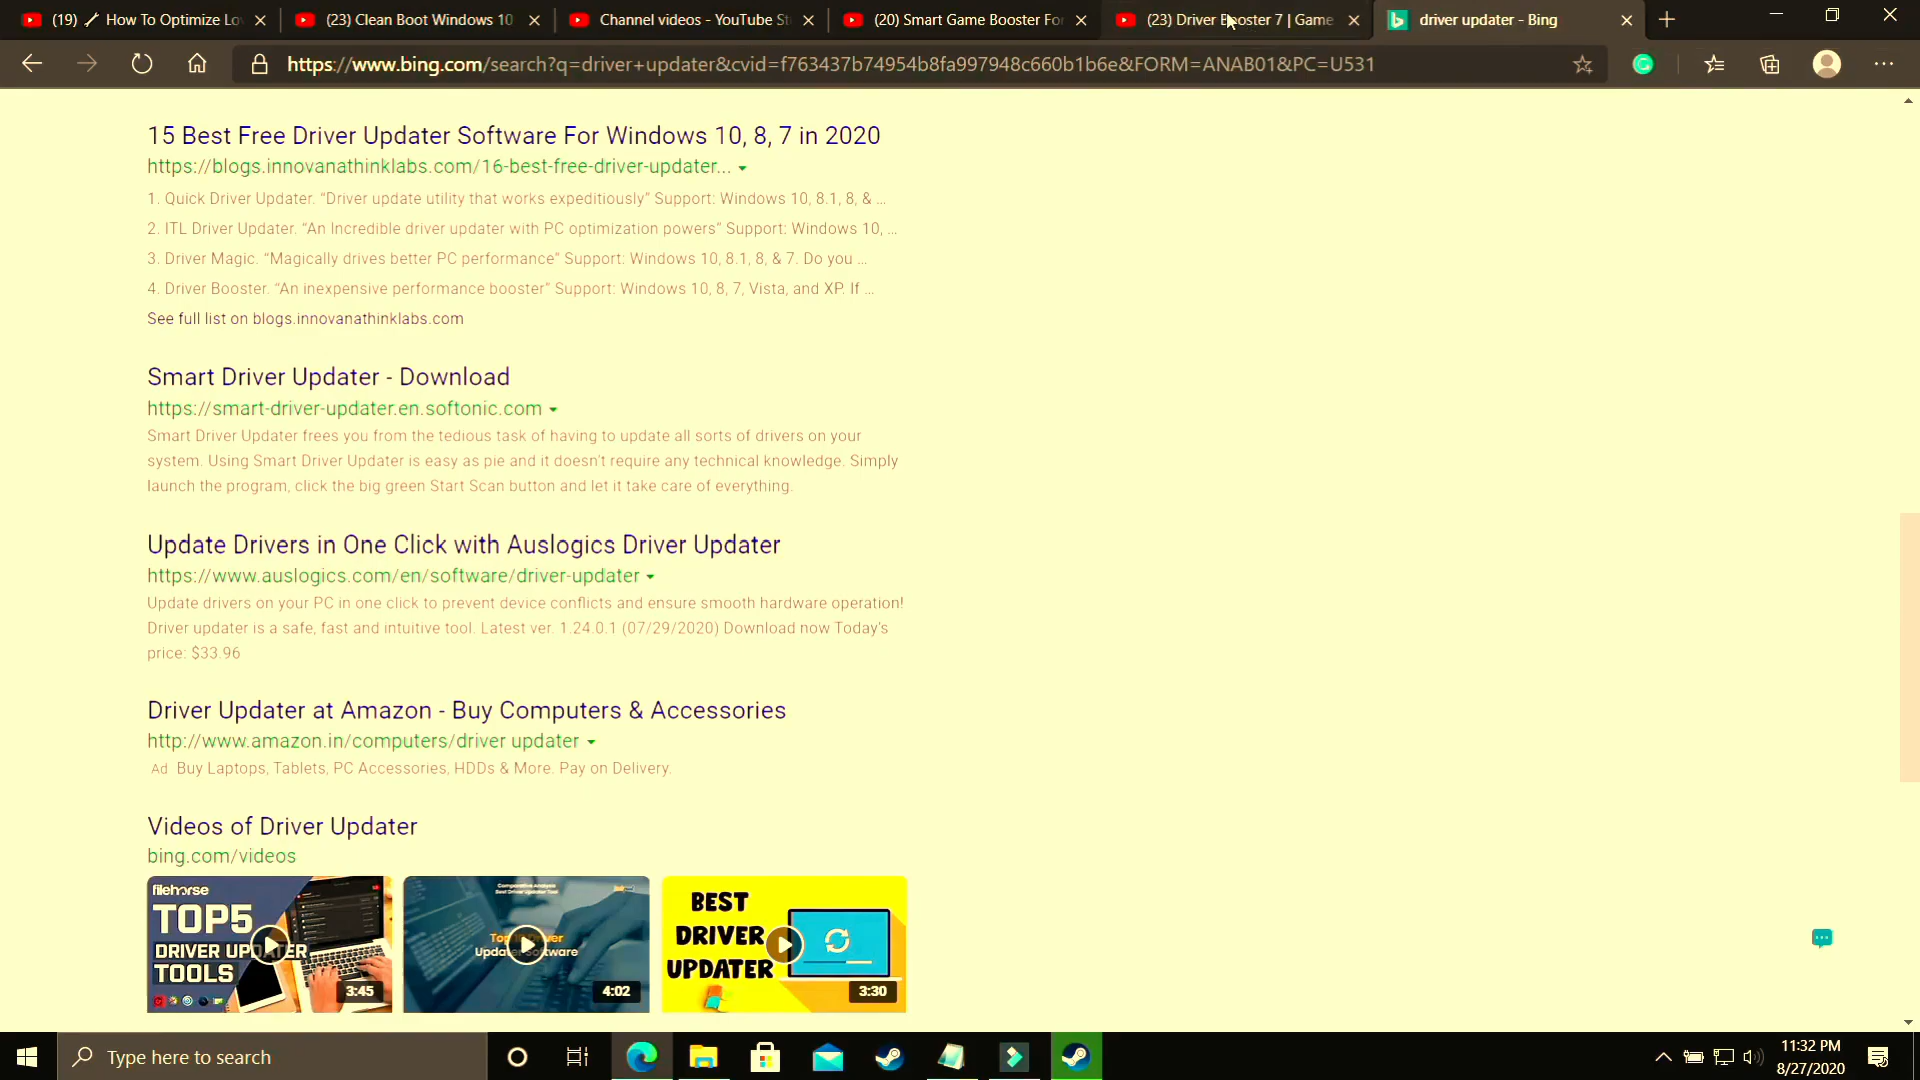 (19) How To Optimize Lo
(23) Clean Boot Windows 10
Channel videos - YouTube St
(20) Smart Game Booster Fo
(23) Driver Booster 7 | Game
driver updater - Bing
https://www.bing.com/search?q=driver+updater&cvid=f763437b74954b8fa997948c660b1b6e&FORM=ANAB01&PC=U531
15 Best Free Driver Updater Software For Windows 10, 8, 7 in 2020
https://blogs.innovanathinklabs.com/16-best-free-driver-updater...
1. Quick Driver Updater. “Driver update utility that works expeditiously” Support: Windows 10, 8.1, 8, & ...
2. ITL Driver Updater. “An Incredible driver updater with PC optimization powers” Support: Windows 10, ...
3. Driver Magic. “Magically drives better PC performance” Support: Windows 10, 8.1, 8, & 7. Do you ...
4. Driver Booster. “An inexpensive performance booster” Support: Windows 10, 8, 7, Vista, and XP. If ...
See full list on blogs.innovanathinklabs.com
Smart Driver Updater - Download
https://smart-driver-updater.en.softonic.com
Smart Driver Updater frees you from the tedious task of having to update all sorts of drivers on your
system. Using Smart Driver Updater is easy as pie and it doesn't require any technical knowledge. Simply
launch the program, click the big green Start Scan button and let it take care of everything.
Update Drivers in One Click with Auslogics Driver Updater
https://www.auslogics.com/en/software/driver-updater
Update drivers on your PC in one click to prevent device conflicts and ensure smooth hardware operation!
Driver updater is a safe, fast and intuitive tool. Latest ver. 1.24.0.1 (07/29/2020) Download now Today's
price: $33.96
Driver Updater at Amazon - Buy Computers & Accessories
http://www.amazon.in/computers/driver updater
Ad Buy Laptops, Tablets, PC Accessories, HDDs & More. Pay on Delivery.
Videos of Driver Updater
bing.com/videos
filehorse
TOP5
DRIVER UPDATER
TOOLS
3:45
Comparative Analysis
Best Driver Updater Tool
Top 10 Driver
Updater Software
4:02
BEST
DRIVER
UPDATER
3:30
Type here to search
11:32 PM
8/27/2020